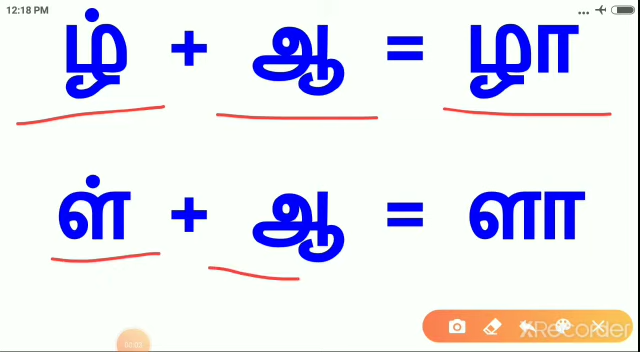 12:18 PM
ழ் + ஆ = ழா
ள் + ஆ = ளா
XRecorder